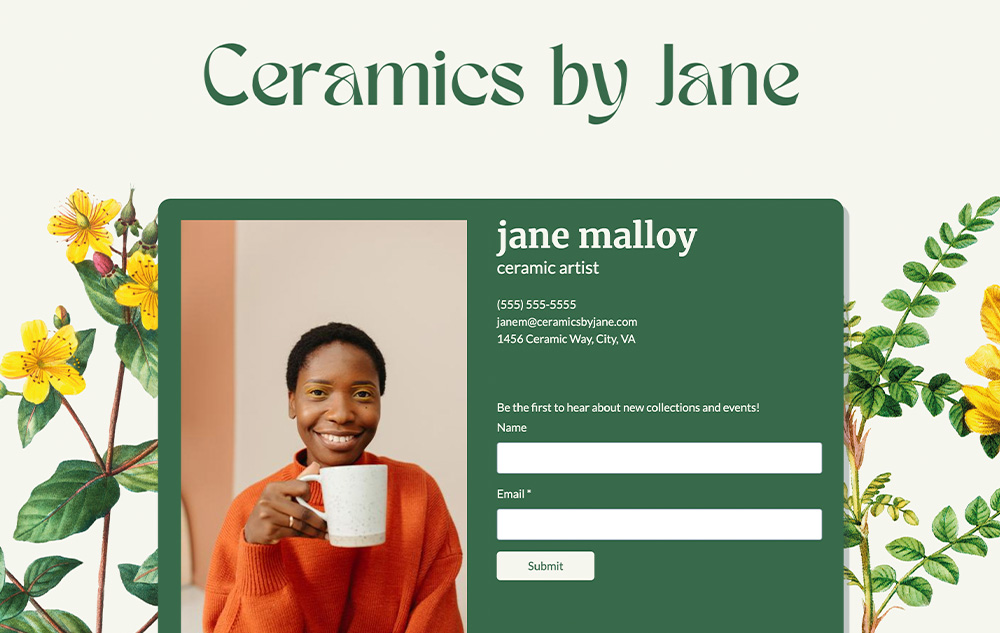 Ceramics by Jane
jane malloy
ceramic artist
(555) 555-5555
janem@ceramicsbyjane.com
1456 Ceramic Way, City, VA
Be the first to hear about new collections and events!
Name
Email *
Submit